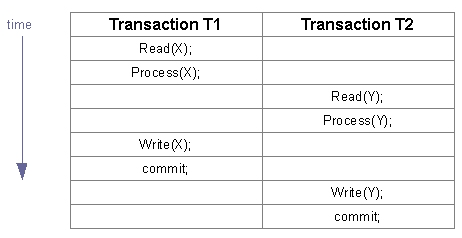 time
Transaction T1 Transaction T2
Read(X);
Process(X);
Read(Y);
Process(Y);
Write(X);
commit;
Write(Y);
commit;